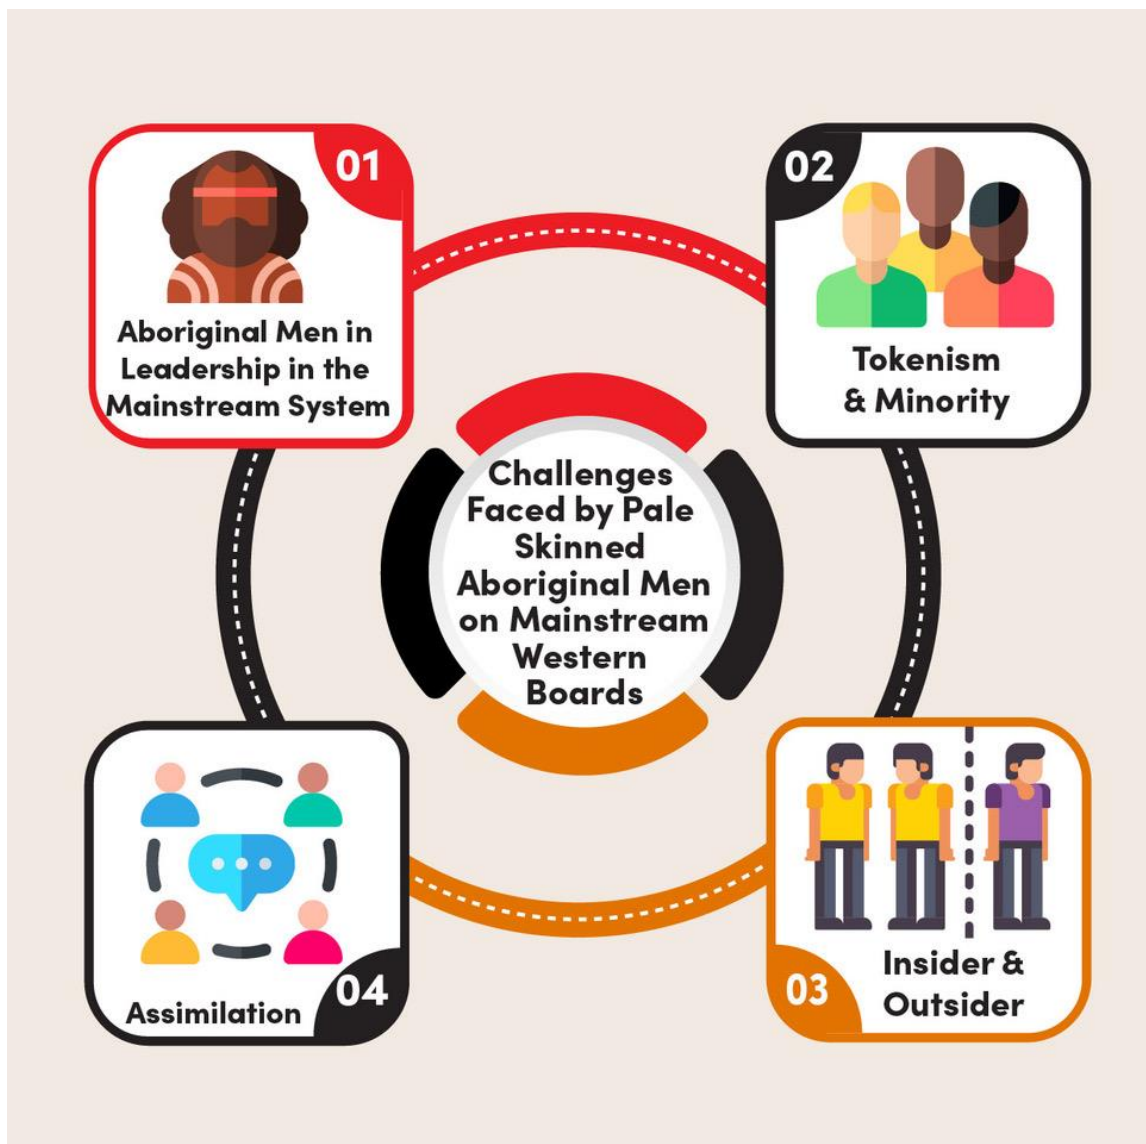 01
Aboriginal Men in
Leadership in the
Mainstream System
02
Tokenism
& Minority
Challenges
Faced by Pale
Skinned
Aboriginal Men
on Mainstream
Western
Boards
03
Insider &
Outsider
04
Assimilation